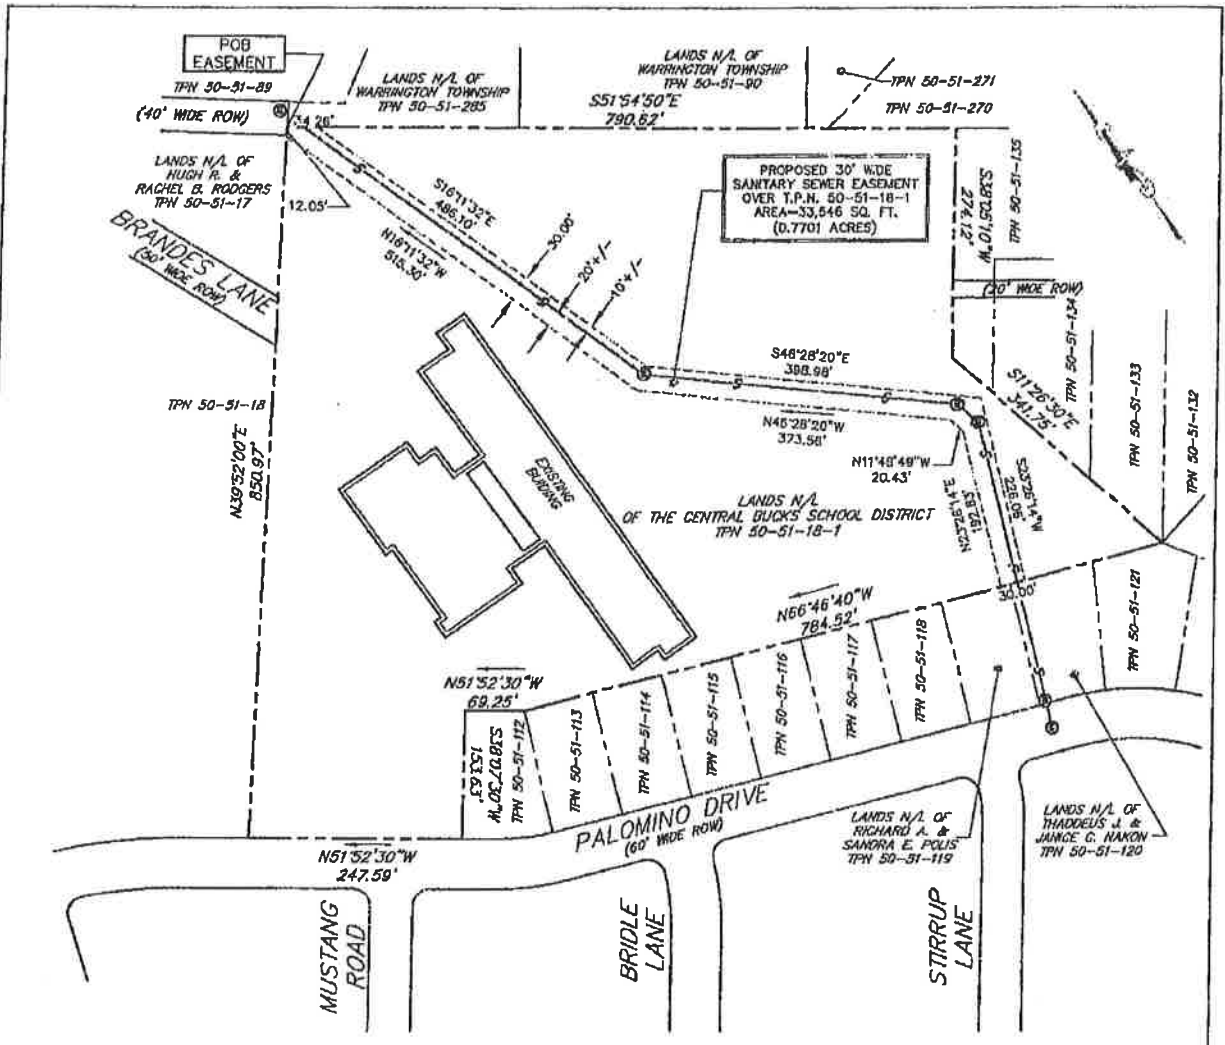 POB
EASEMENT
TPN 50-51-89
(40' WIDE ROW)
34.26'
LANDS N/L OF
WARRINGTON TOWNSHIP
TPN 50-51-285
LANDS N/L OF
WARRINGTON TOWNSHIP
TPN 50-51-90
S51°54'50"E
790.62'
TPN 50-51-271
TPN 50-51-270
LANDS N/L OF
HUGH R. &
RACHEL B. RODGERS
TPN 50-51-17
12.05'
BRANDES LANE
(50' WIDE ROW)
S16°11'32"E
486.10'
N16°11'32"W
515.30'
30.00'
20'+/-
10'+/-
PROPOSED 30' WIDE
SANITARY SEWER EASEMENT
OVER T.P.N. 50-51-18-1
AREA=33,546 SQ. FT.
(0.7701 ACRES)
S38°05'10"W
274.12'
TPN 50-51-135
(20' WIDE ROW)
TPN 50-51-134
S11°26'30"E
341.75'
TPN 50-51-133
TPN 50-51-132
S46°28'20"E
398.98'
N46°28'20"W
373.56'
N11°48'49"W
20.43'
N23°26'14"E
192.83'
S23°26'14"W
226.06'
TPN 50-51-18
N39°52'00"E
850.97'
EXISTING
BUILDING
LANDS N/L
OF THE CENTRAL BUCKS SCHOOL DISTRICT
TPN 50-51-18-1
30.00'
N66°46'40"W
784.52'
TPN 50-51-121
N51°52'30"W
69.25'
S38°07'30"W
153.63'
TPN 50-51-112
TPN 50-51-113
TPN 50-51-114
TPN 50-51-115
TPN 50-51-116
TPN 50-51-117
TPN 50-51-118
PALOMINO DRIVE
(60' WIDE ROW)
LANDS N/L OF
RICHARD A. &
SANDRA E. POLIS
TPN 50-51-119
LANDS N/L OF
THADDEUS J. &
JANICE C. NAKON
TPN 50-51-120
N51°52'30"W
247.59'
MUSTANG
ROAD
BRIDLE
LANE
STIRRUP
LANE